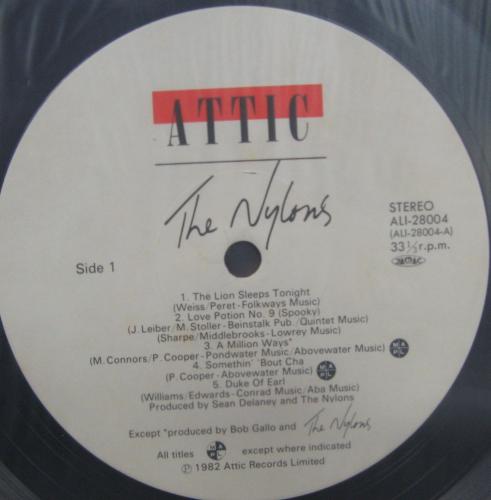 ATTIC
The Nylons
STEREO
ALI-28004
(ALI-28004-A)
33 1/3 r.p.m.
Side 1
1. The Lion Sleeps Tonight
(Weiss/Peret-Folkways Music)
2. Love Potion No. 9 (Spooky)
(J. Leiber/M. Stoller-Beinstalk Pub./Quintet Music)
(Sharpe/Middlebrooks-Lowrey Music)
3. A Million Ways*
(M. Connors/P. Cooper-Pondwater Music/Abovewater Music)
4. Somethin' 'Bout Cha
(P. Cooper-Abovewater Music)
5. Duke Of Earl
(Williams/Edwards-Conrad Music/Aba Music)
Produced by Sean Delaney and The Nylons
Except *produced by Bob Gallo and The Nylons
All titles MAPL except where indicated
Ⓟ 1982 Attic Records Limited